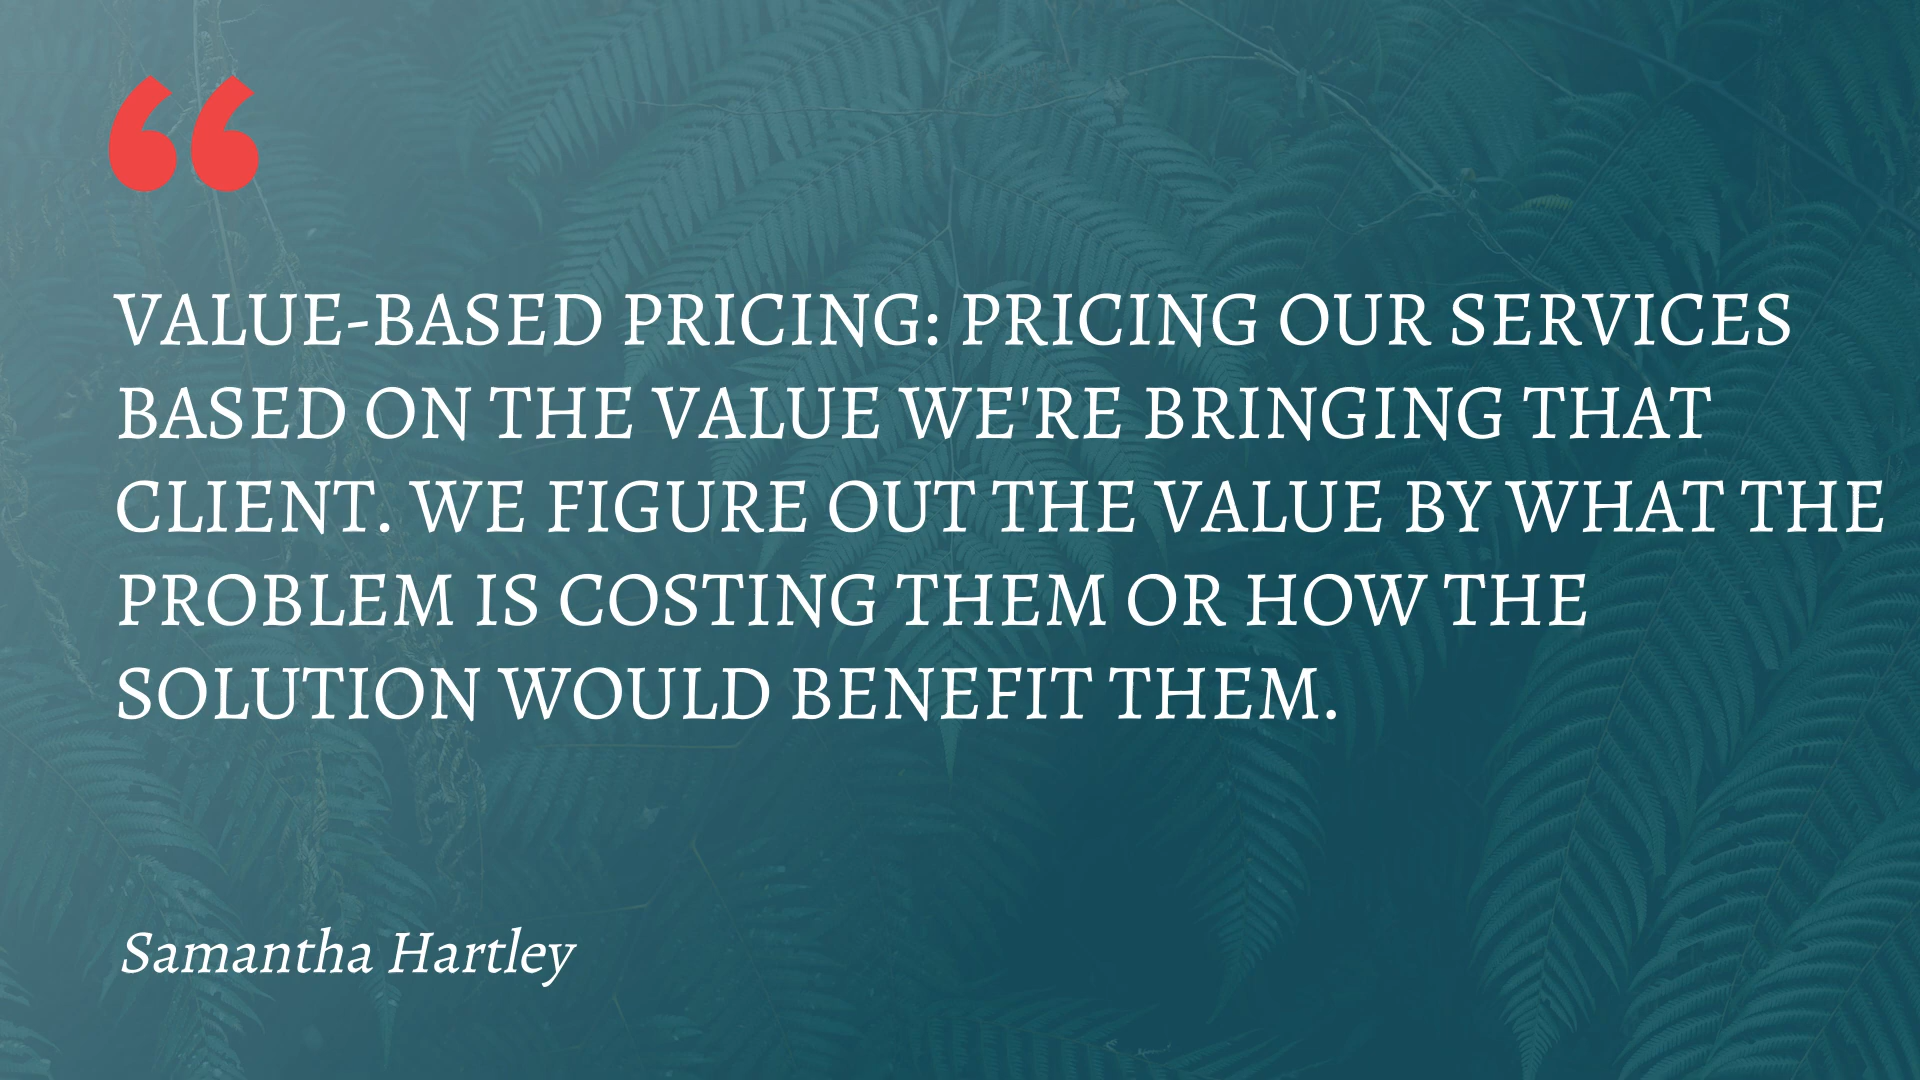 “
VALUE-BASED PRICING: PRICING OUR SERVICES
BASED ON THE VALUE WE'RE BRINGING THAT
CLIENT. WE FIGURE OUT THE VALUE BY WHAT THE
PROBLEM IS COSTING THEM OR HOW THE
SOLUTION WOULD BENEFIT THEM.
Samantha Hartley